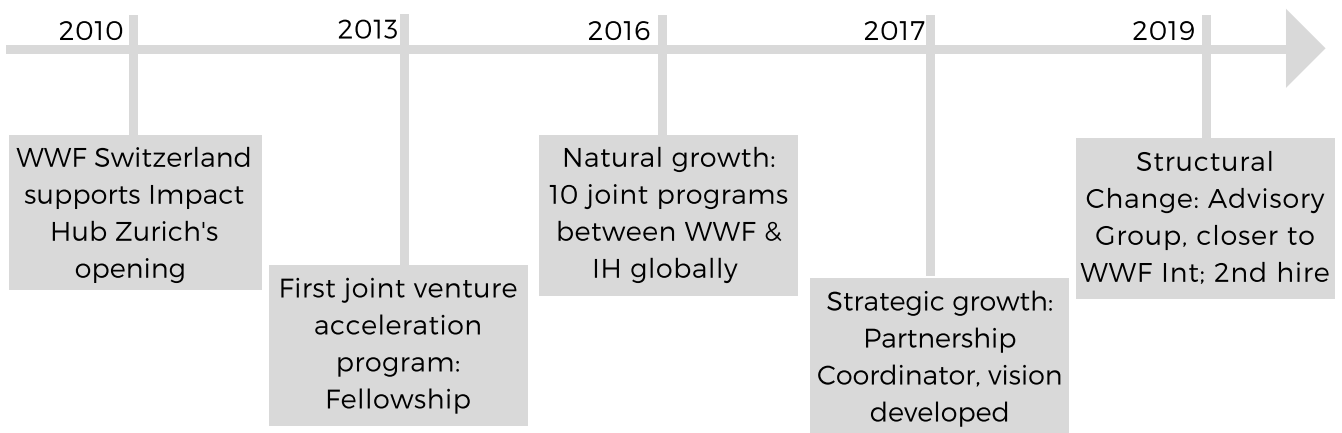 2010
2013
2016
2017
2019
WWF Switzerland
supports Impact
Hub Zurich's
opening
First joint venture
acceleration
program:
Fellowship
Natural growth:
10 joint programs
between WWF &
IH globally
Strategic growth:
Partnership
Coordinator, vision
developed
Structural
Change: Advisory
Group, closer to
WWF Int; 2nd hire